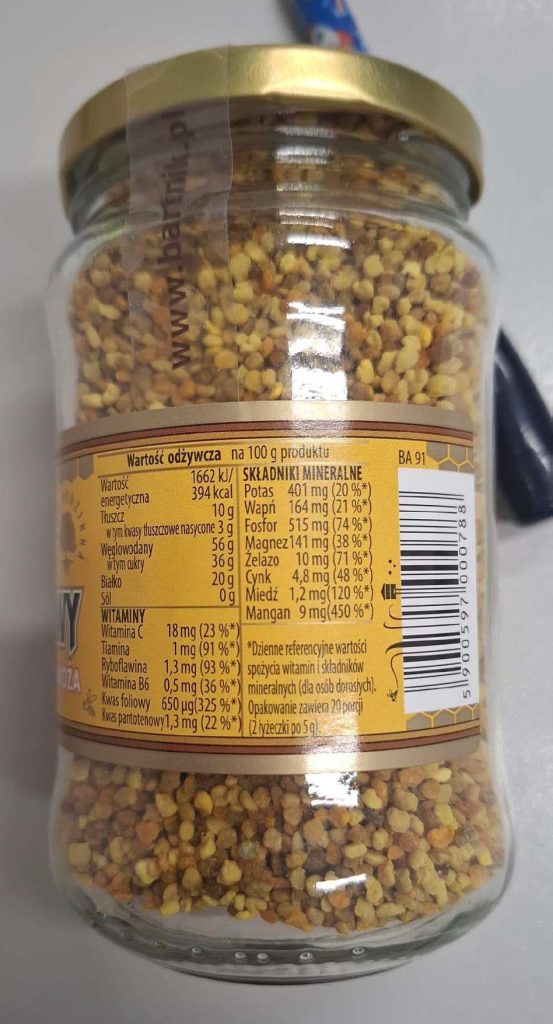 www.bartnik.pl
Wartość odżywcza na 100 g produktu
Wartość energetyczna 1662 kJ/ 394 kcal
Tłuszcz 10 g
w tym kwasy tłuszczowe nasycone 3 g
Węglowodany 56 g
w tym cukry 36 g
Białko 20 g
Sól 0 g
WITAMINY
Witamina C 18 mg (23 %*)
Tiamina 1 mg (91 %*)
Ryboflawina 1,3 mg (93 %*)
Witamina B6 0,5 mg (36 %*)
Kwas foliowy 650 µg(325 %*)
Kwas pantotenowy 1,3 mg (22 %*)
SKŁADNIKI MINERALNE
Potas 401 mg (20 %*)
Wapń 164 mg (21 %*)
Fosfor 515 mg (74 %*)
Magnez 141 mg (38 %*)
Żelazo 10 mg (71 %*)
Cynk 4,8 mg (48 %*)
Miedź 1,2 mg (120 %*)
Mangan 9 mg(450 %*)
*Dzienne referencyjne wartości
spożycia witamin i składników
mineralnych (dla osób dorosłych).
Opakowanie zawiera 20 porcji
(2 łyżeczki po 5 g).
BA 91
5 900597 000788